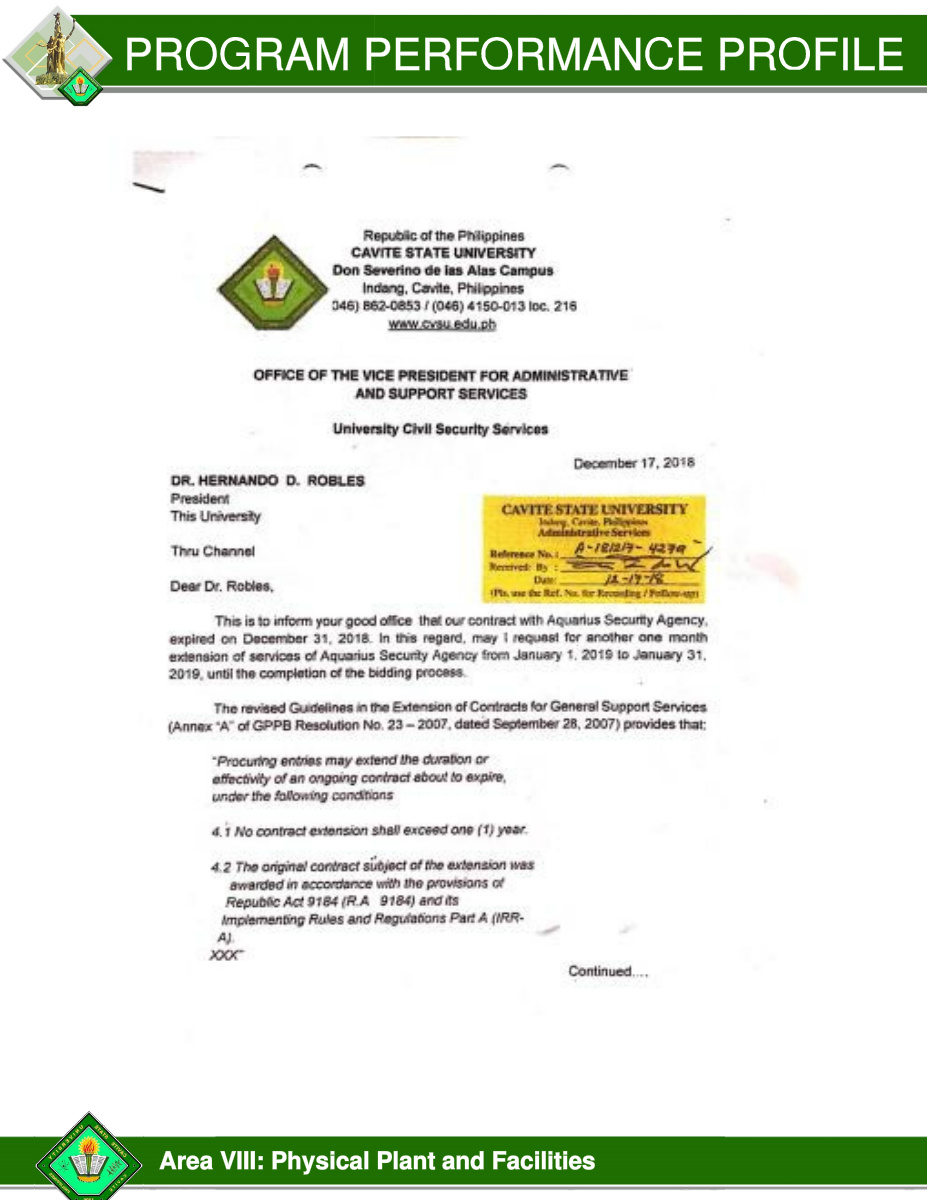 PROGRAM PERFORMANCE PROFILE
Republic of the Philippines
CAVITE STATE UNIVERSITY
Don Severino de las Alas Campus
Indang, Cavite, Philippines
046) 862-0853 / (046) 4150-013 loc. 216
www.cvsu.edu.ph
OFFICE OF THE VICE PRESIDENT FOR ADMINISTRATIVE
AND SUPPORT SERVICES
University Civil Security Services
December 17, 2018
DR. HERNANDO D. ROBLES
President
This University
CAVITE STATE UNIVERSITY
Indang, Cavite, Philippines
Administrative Services
Reference No.: A-181217-427a
Received: By :
Date: 12-17-18
(Pls. use the Ref. No. for Recording / Follow-up)
Thru Channel
Dear Dr. Robles,
This is to inform your good office that our contract with Aquarius Security Agency,
expired on December 31, 2018. In this regard, may I request for another one month
extension of services of Aquarius Security Agency from January 1, 2019 to January 31,
2019, until the completion of the bidding process.
The revised Guidelines in the Extension of Contracts for General Support Services
(Annex "A" of GPPB Resolution No. 23 – 2007, dated September 28, 2007) provides that:
"Procuring entries may extend the duration or
effectivity of an ongoing contract about to expire,
under the following conditions
4.1 No contract extension shall exceed one (1) year.
4.2 The original contract subject of the extension was
awarded in accordance with the provisions of
Republic Act 9184 (R.A 9184) and its
Implementing Rules and Regulations Part A (IRR-
A).
XXX"
Continued....
Area VIII: Physical Plant and Facilities